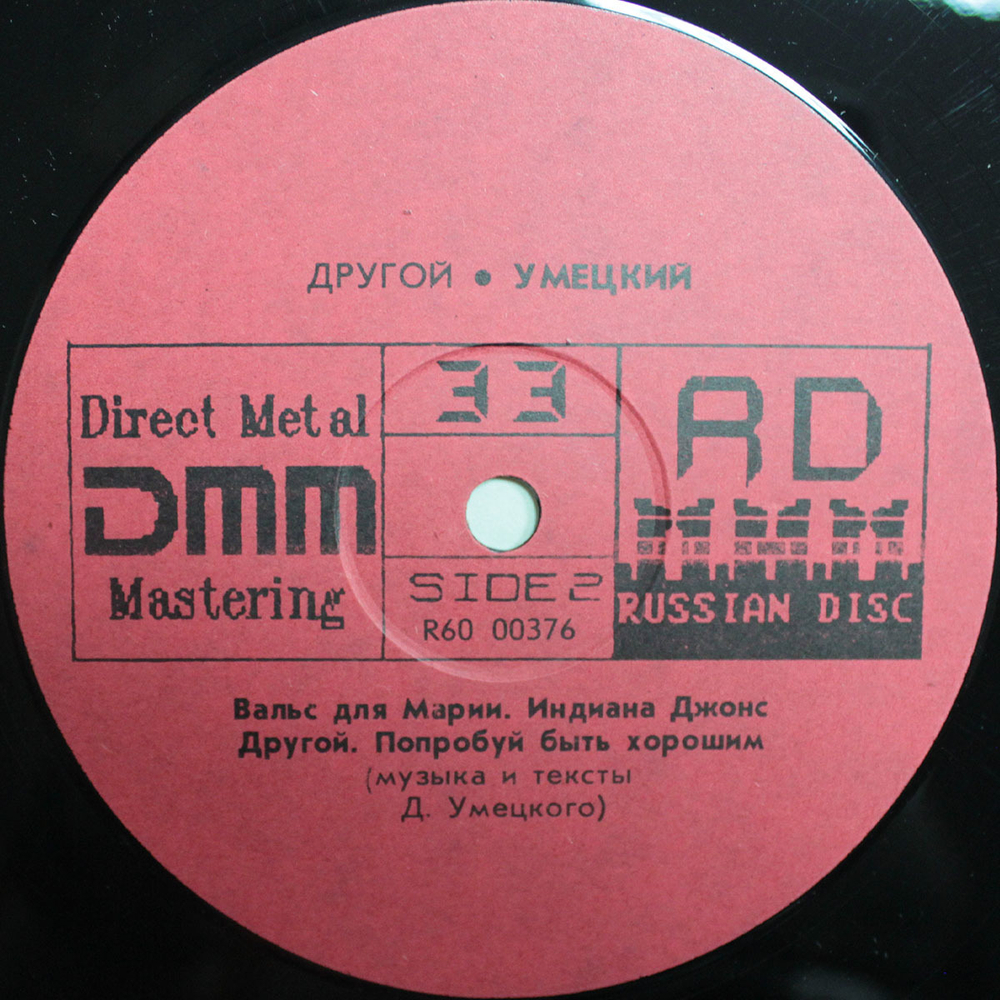 ДРУГОЙ • УМЕЦКИЙ
Direct Metal
DMM
Mastering
33
SIDE 2
R60 00376
RD
RUSSIAN DISC
Вальс для Марии. Индиана Джонс
Другой. Попробуй быть хорошим
(музыка и тексты
Д. Умецкого)